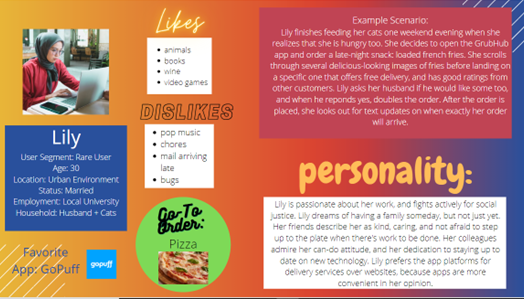 Likes
• animals
• books
• wine
• video games
DISLIKES
• pop music
• chores
• mail arriving
late
• bugs
Lily
User Segment: Rare User
Age: 30
Location: Urban Environment
Status: Married
Employment: Local University
Household: Husband + Cats
Go-To
Order:
Pizza
Favorite
App: GoPuff
gopuff
Example Scenario:
Lily finishes feeding her cats one weekend evening when she
realizes that she is hungry too. She decides to open the GrubHub
app and order a late-night snack: loaded french fries. She scrolls
through several delicious-looking images of fries before landing on
a specific one that offers free delivery, and has good ratings from
other customers. Lily asks her husband if he would like some too,
and when he reponds yes, doubles the order. After the order is
placed, she looks out for text updates on when exactly her order
will arrive.
personality:
Lily is passionate about her work, and fights actively for social
justice. Lily dreams of having a family someday, but not just yet.
Her friends describe her as kind, caring, and not afraid to step
up to the plate when there's work to be done. Her colleagues
admire her can-do attitude, and her dedication to staying up to
date on new technology. Lily prefers the app platforms for
delivery services over websites, because apps are more
convenient in her opinion.